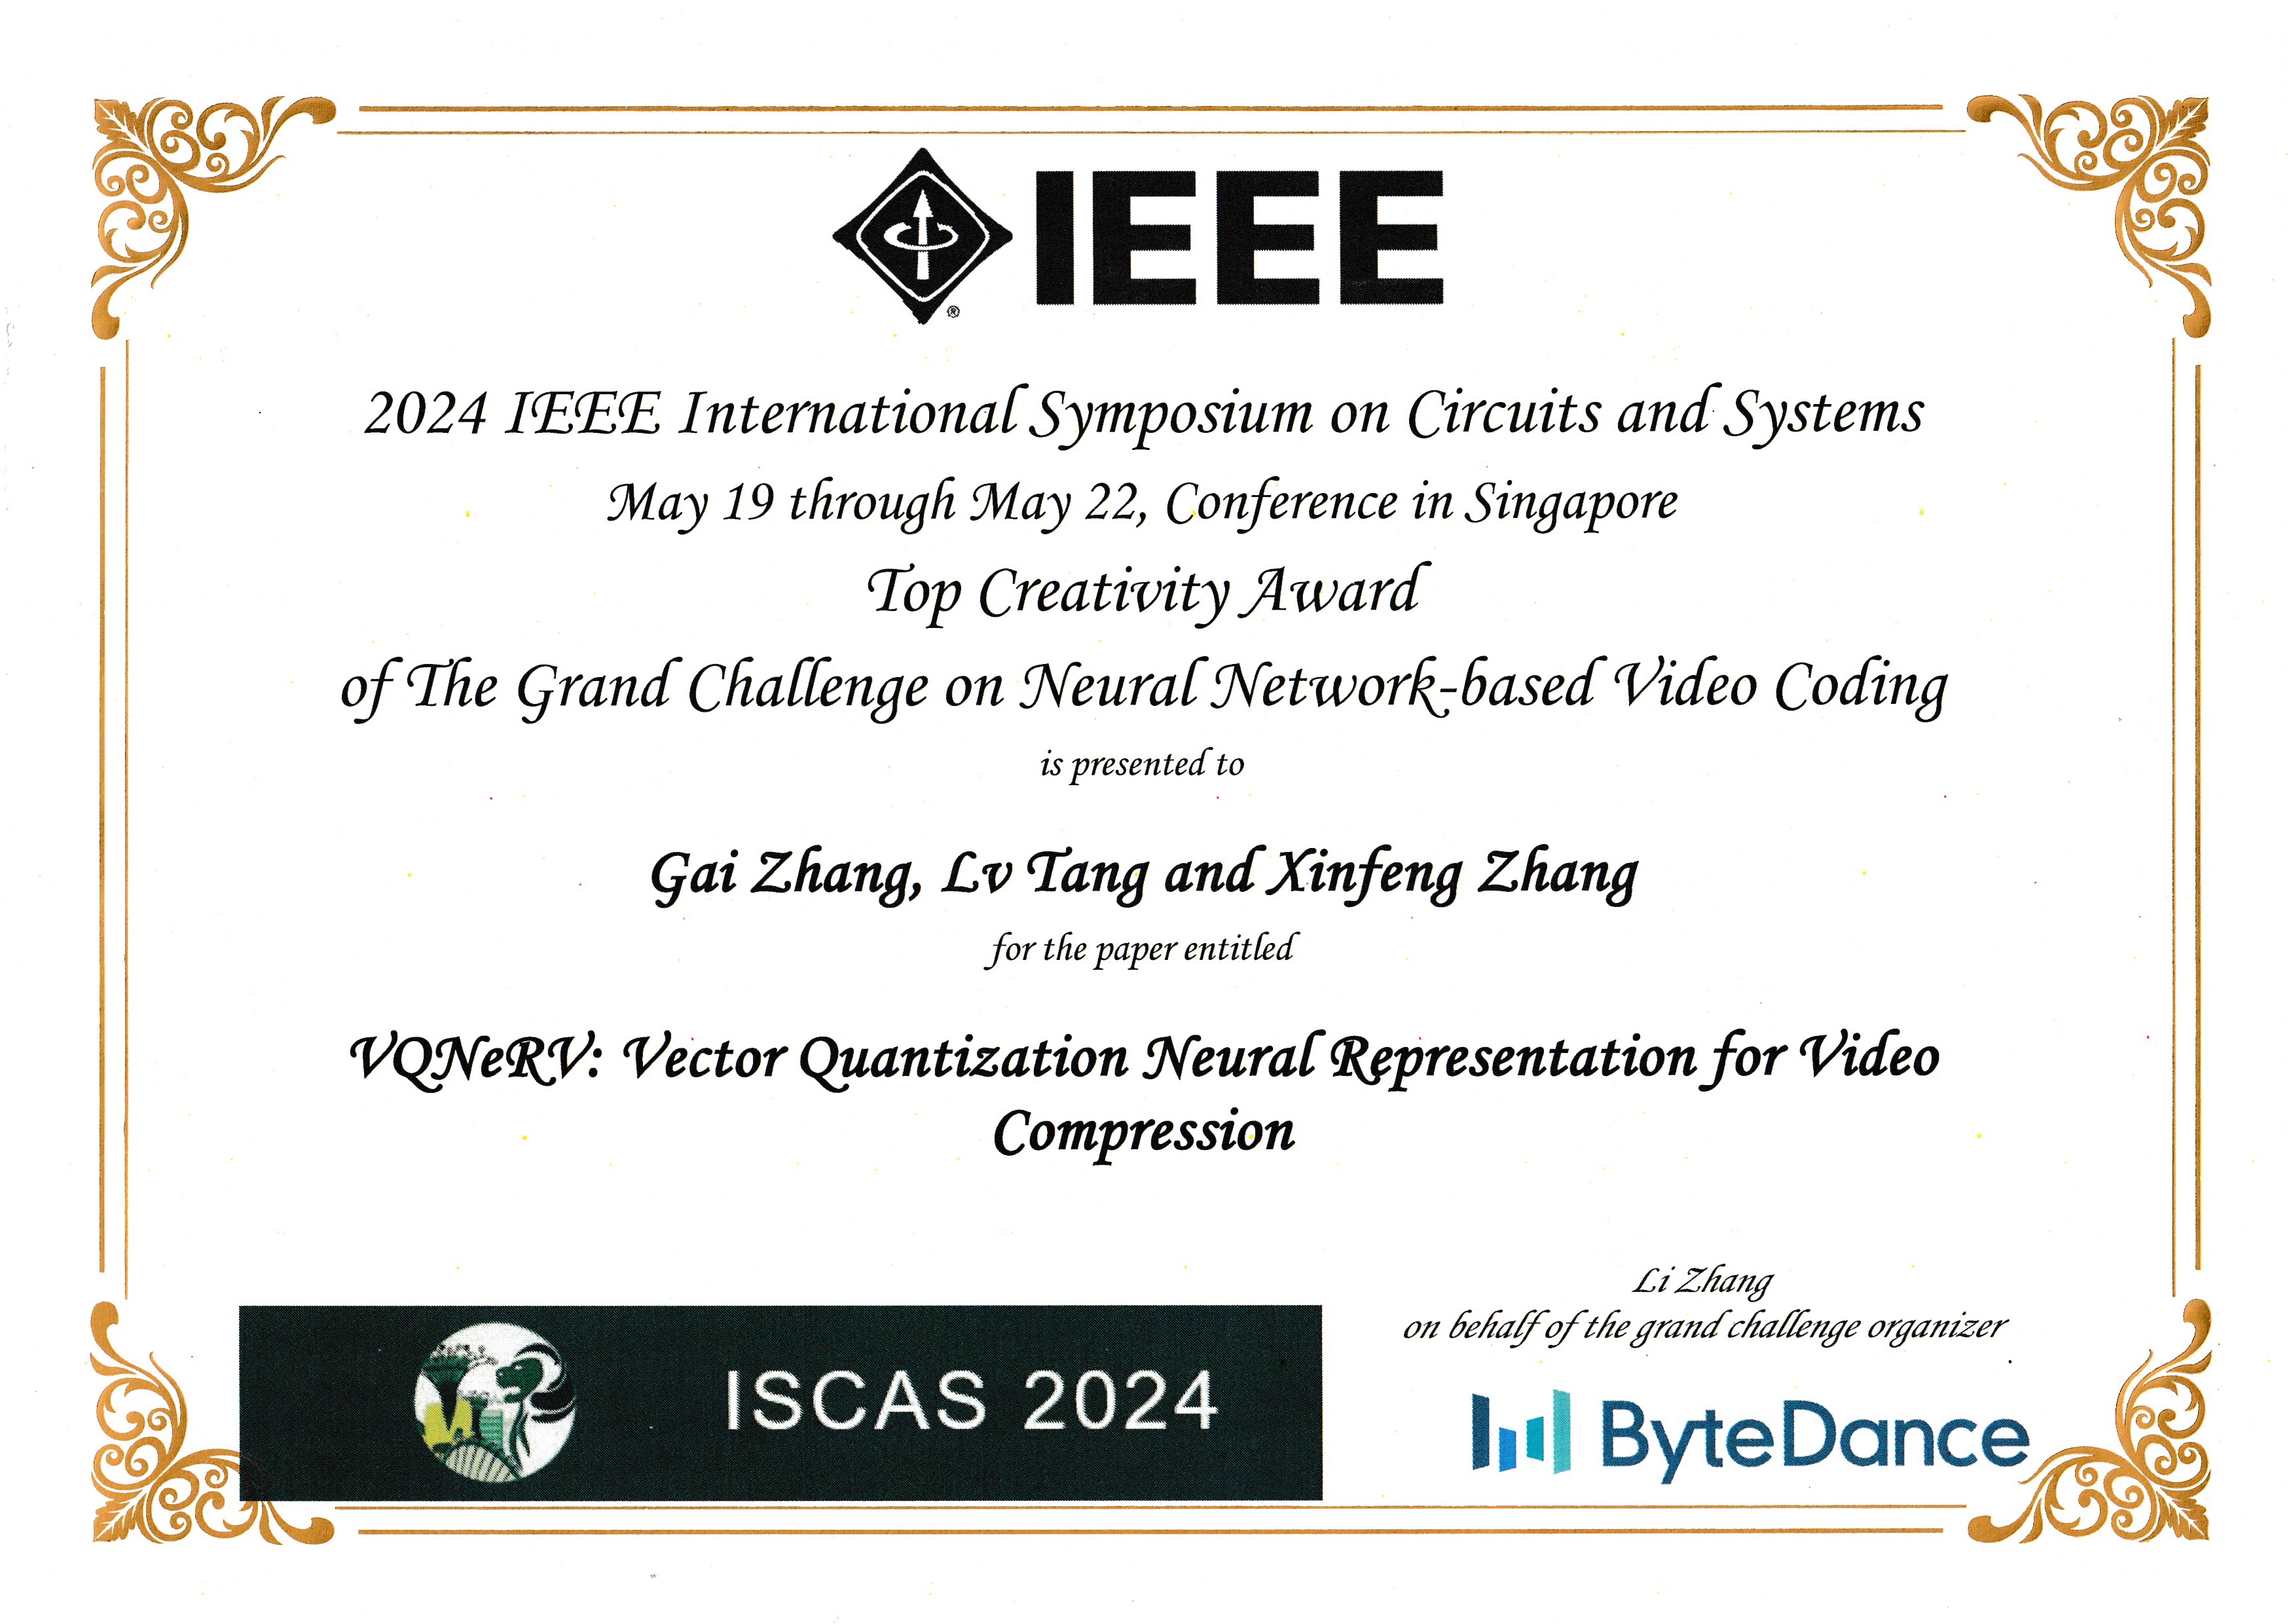 IEEE
®
2024 IEEE International Symposium on Circuits and Systems
May 19 through May 22, Conference in Singapore
Top Creativity Award
of The Grand Challenge on Neural Network-based Video Coding
is presented to
Gai Zhang, Lv Tang and Xinfeng Zhang
for the paper entitled
VQNeRV: Vector Quantization Neural Representation for Video
Compression
Li Zhang
on behalf of the grand challenge organizer
ISCAS 2024
ByteDance